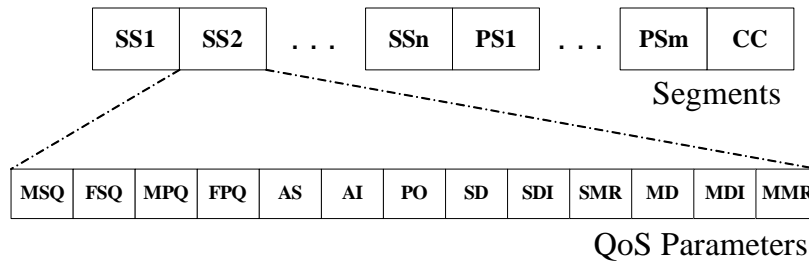 SS1 SS2 . . . SSn PS1 . . . PSm CC
Segments
MSQ FSQ MPQ FPQ AS AI PO SD SDI SMR MD MDI MMR
QoS Parameters